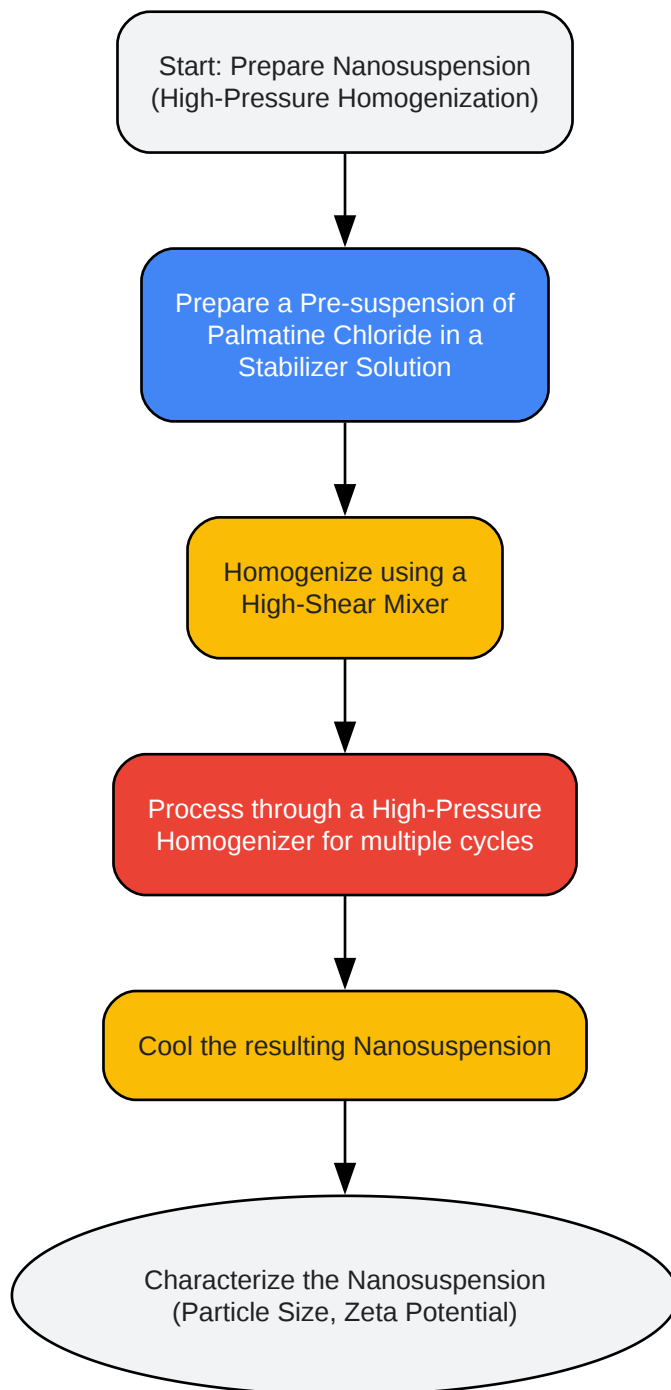 Start: Prepare Nanosuspension
(High-Pressure Homogenization)
Prepare a Pre-suspension of
Palmatine Chloride in a
Stabilizer Solution
Homogenize using a
High-Shear Mixer
Process through a High-Pressure
Homogenizer for multiple cycles
Cool the resulting Nanosuspension
Characterize the Nanosuspension
(Particle Size, Zeta Potential)